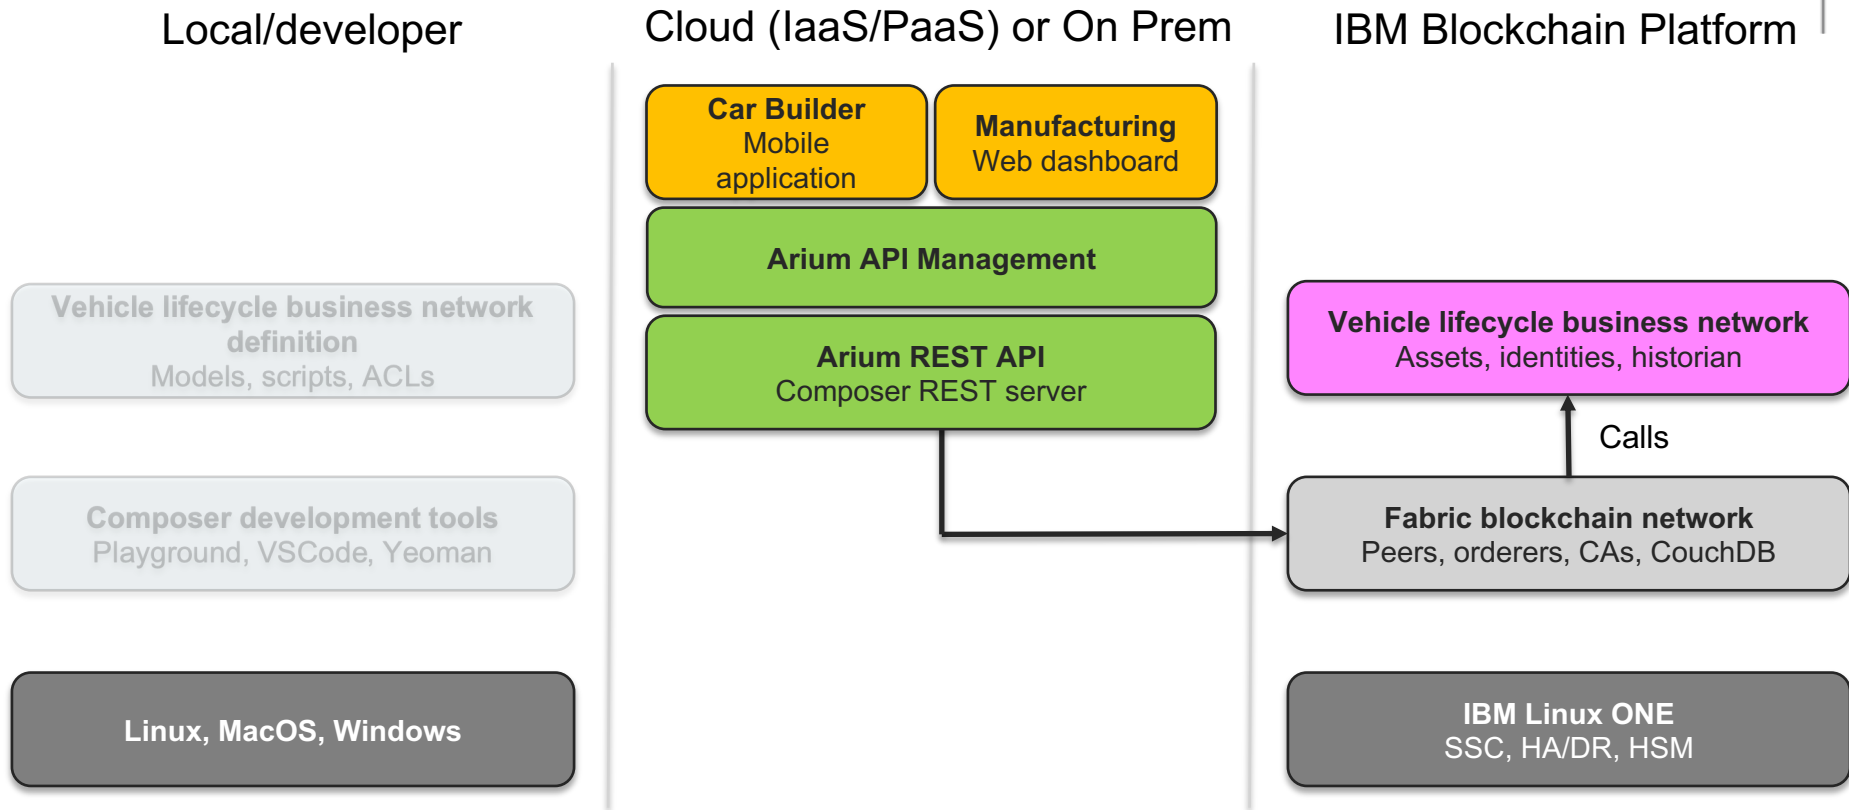 Local/developer
Cloud (IaaS/PaaS) or On Prem
IBM Blockchain Platform
Car Builder
Mobile
application
Manufacturing
Web dashboard
Arium API Management
Arium REST API
Composer REST server
Vehicle lifecycle business network
definition
Models, scripts, ACLs
Composer development tools
Playground, VSCode, Yeoman
Linux, MacOS, Windows
Vehicle lifecycle business network
Assets, identities, historian
Calls
Fabric blockchain network
Peers, orderers, CAs, CouchDB
IBM Linux ONE
SSC, HA/DR, HSM